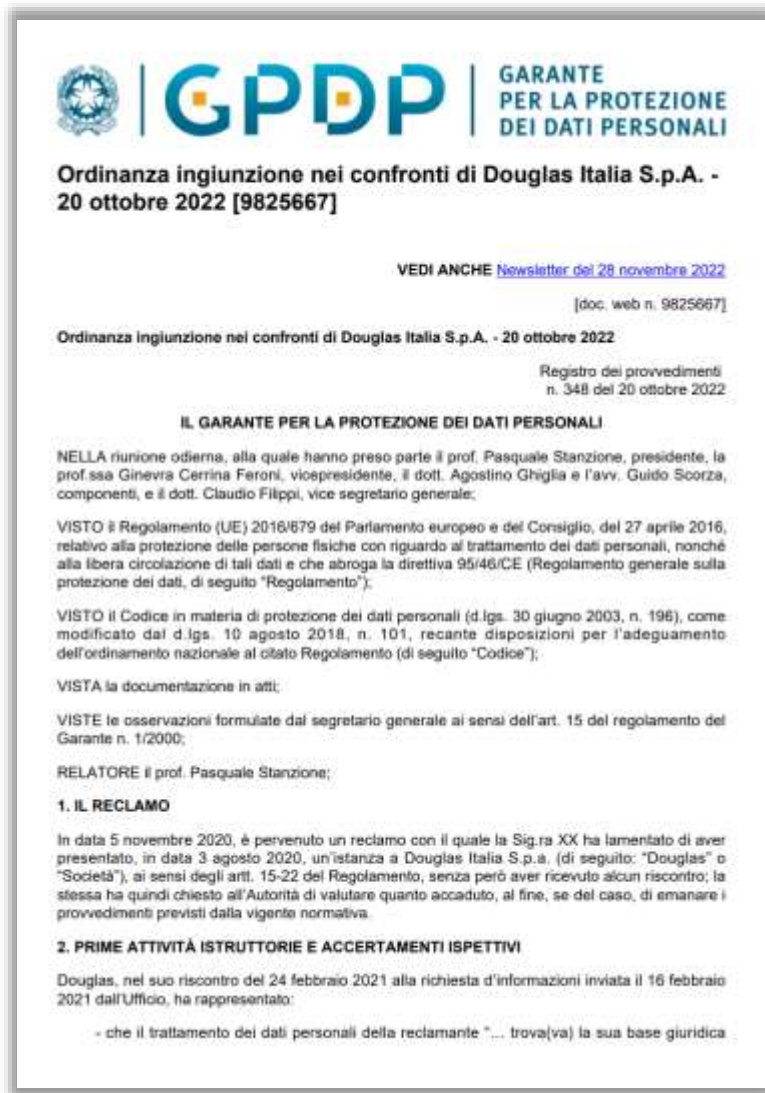 GPDP
GARANTE
PER LA PROTEZIONE
DEI DATI PERSONALI
Ordinanza ingiunzione nei confronti di Douglas Italia S.p.A. -
20 ottobre 2022 [9825667]
VEDI ANCHE Newsletter del 28 novembre 2022
[doc. web n. 9825667]
Ordinanza ingiunzione nei confronti di Douglas Italia S.p.A. - 20 ottobre 2022
Registro dei provvedimenti
n. 348 del 20 ottobre 2022
IL GARANTE PER LA PROTEZIONE DEI DATI PERSONALI
NELLA riunione odierna, alla quale hanno preso parte il prof. Pasquale Stanzione, presidente, la
prof.ssa Ginevra Cerrina Feroni, vicepresidente, il dott. Agostino Ghiglia e l'avv. Guido Scorza,
componenti, e il dott. Claudio Filippi, vice segretario generale;
VISTO il Regolamento (UE) 2016/679 del Parlamento europeo e del Consiglio, del 27 aprile 2016,
relativo alla protezione delle persone fisiche con riguardo al trattamento dei dati personali, nonché
alla libera circolazione di tali dati e che abroga la direttiva 95/46/CE (Regolamento generale sulla
protezione dei dati, di seguito "Regolamento");
VISTO il Codice in materia di protezione dei dati personali (d.lgs. 30 giugno 2003, n. 196), come
modificato dal d.lgs. 10 agosto 2018, n. 101, recante disposizioni per l'adeguamento
dell'ordinamento nazionale al citato Regolamento (di seguito "Codice");
VISTA la documentazione in atti;
VISTE le osservazioni formulate dal segretario generale ai sensi dell'art. 15 del regolamento del
Garante n. 1/2000;
RELATORE il prof. Pasquale Stanzione;
1. IL RECLAMO
In data 5 novembre 2020, è pervenuto un reclamo con il quale la Sig.ra XX ha lamentato di aver
presentato, in data 3 agosto 2020, un'istanza a Douglas Italia S.p.a. (di seguito: "Douglas" o
"Società"), ai sensi degli artt. 15-22 del Regolamento, senza però aver ricevuto alcun riscontro; la
stessa ha quindi chiesto all'Autorità di valutare quanto accaduto, al fine, se del caso, di emanare i
provvedimenti previsti dalla vigente normativa.
2. PRIME ATTIVITÀ ISTRUTTORIE E ACCERTAMENTI ISPETTIVI
Douglas, nel suo riscontro del 24 febbraio 2021 alla richiesta d'informazioni inviata il 16 febbraio
2021 dall'Ufficio, ha rappresentato:
- che il trattamento dei dati personali della reclamante "… trova(va) la sua base giuridica